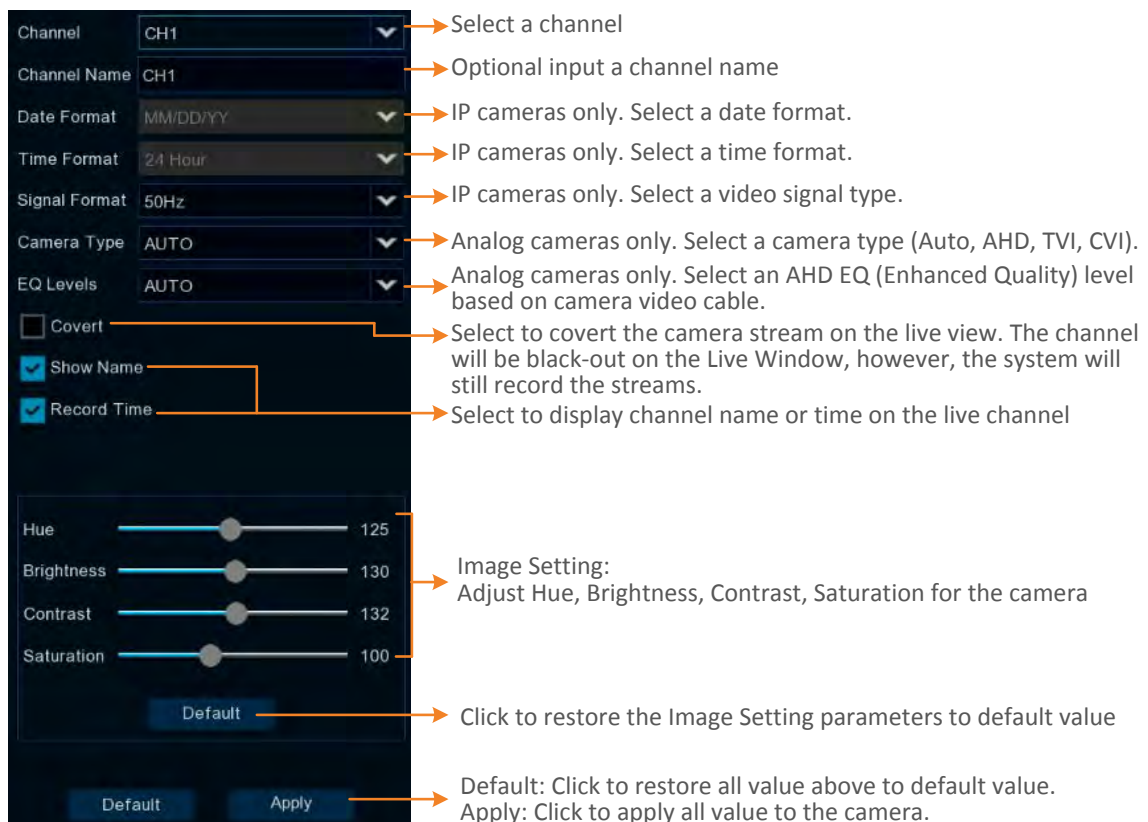 Channel CH1 Select a channel
Channel Name CH1 Optional input a channel name
Date Format MM/DD/YY IP cameras only. Select a date format.
Time Format 24 Hour IP cameras only. Select a time format.
Signal Format 50Hz IP cameras only. Select a video signal type.
Camera Type AUTO Analog cameras only. Select a camera type (Auto, AHD, TVI, CVI).
EQ Levels AUTO Analog cameras only. Select an AHD EQ (Enhanced Quality) level
based on camera video cable.
Covert Select to covert the camera stream on the live view. The channel
will be black-out on the Live Window, however, the system will
still record the streams.
Show Name
Record Time Select to display channel name or time on the live channel
Hue 125
Brightness 130
Contrast 132
Saturation 100
Image Setting:
Adjust Hue, Brightness, Contrast, Saturation for the camera
Default Click to restore the Image Setting parameters to default value
Default Apply Default: Click to restore all value above to default value.
Apply: Click to apply all value to the camera.